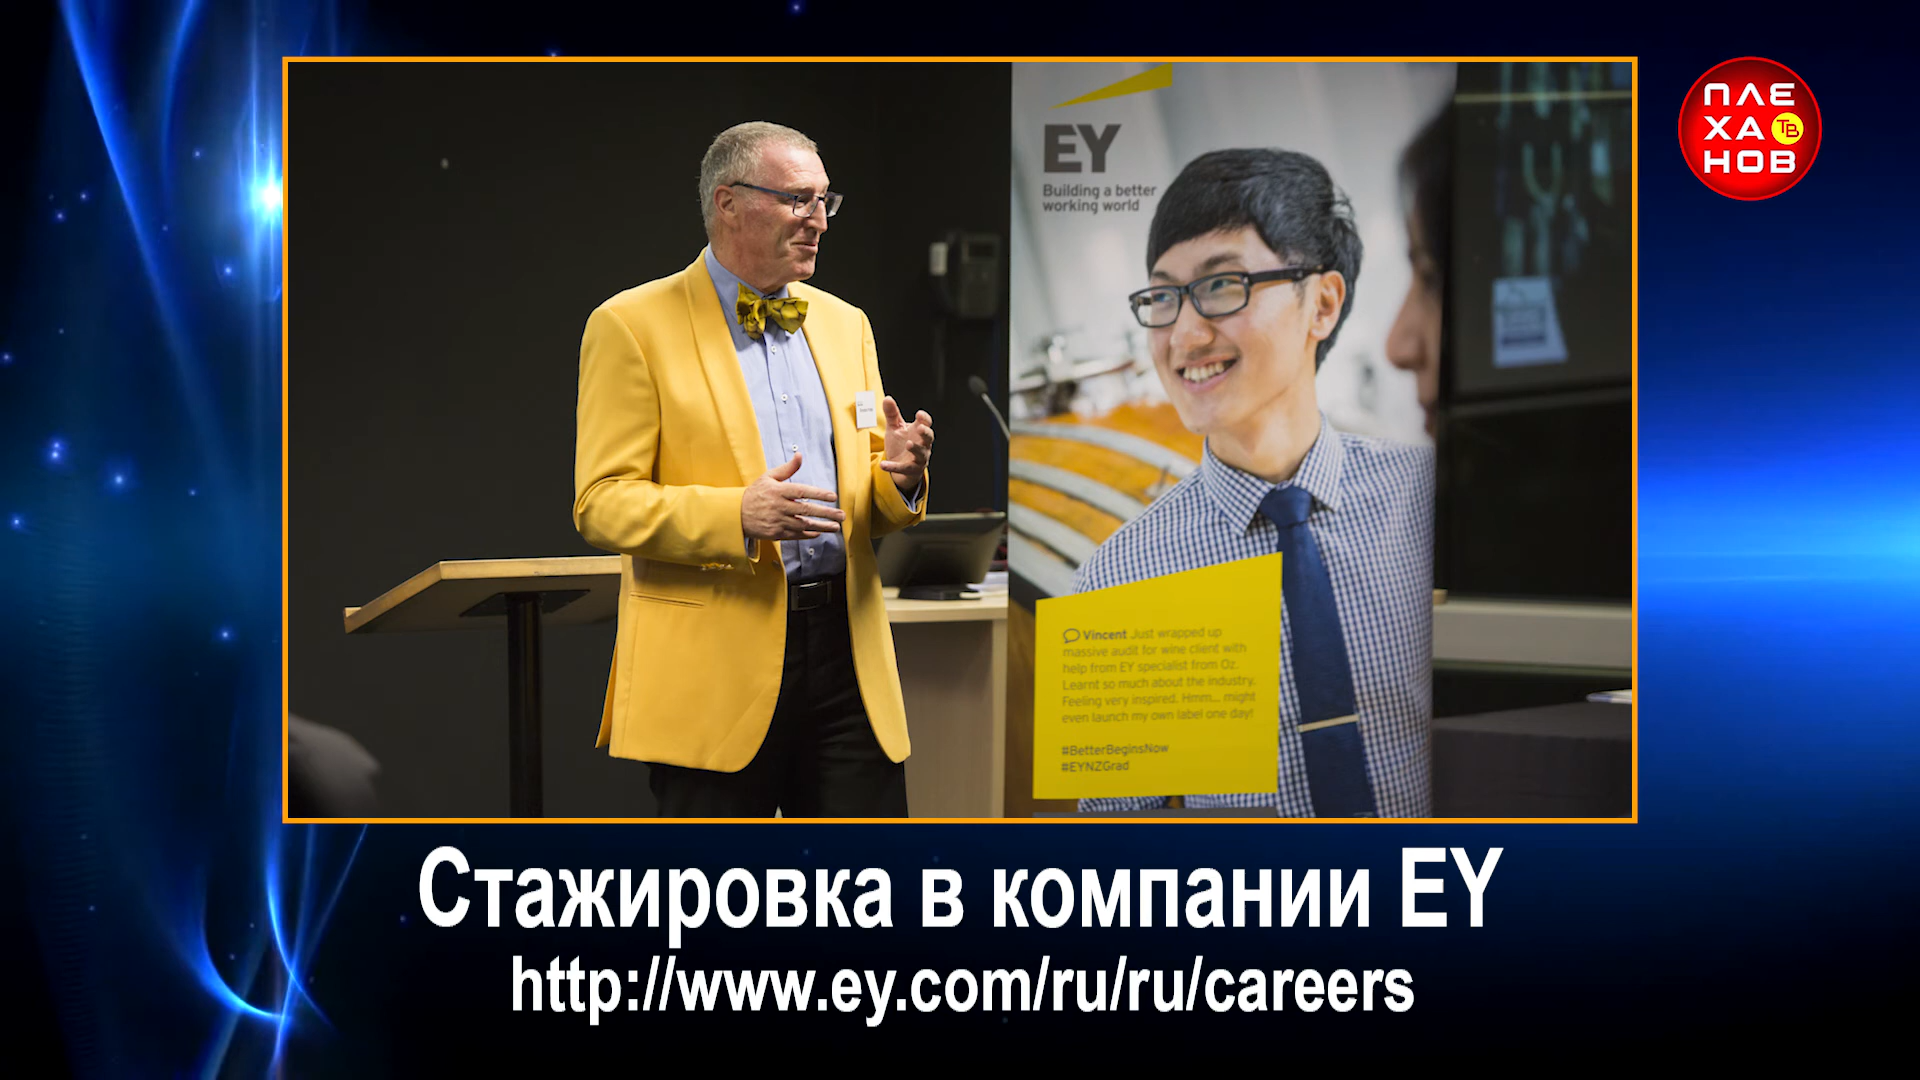 ПЛЕ
ХА ТВ
НОВ
EY
Building a better
working world
Vincent Just wrapped up
massive audit for wine client with
help from EY specialist from Oz.
Learnt so much about the industry.
Feeling very inspired. Hmm... might
even launch my own label one day!
#BetterBeginsNow
#EYNZGrad
Стажировка в компании EY
http://www.ey.com/ru/ru/careers